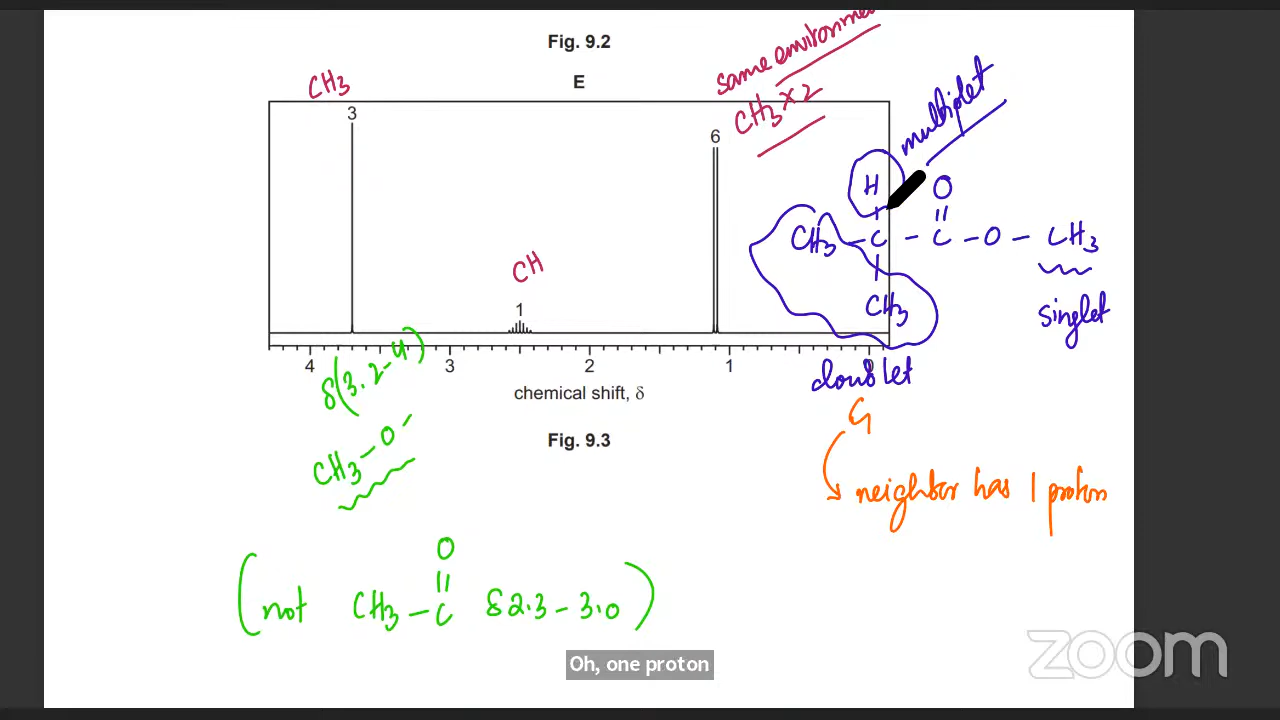 Fig. 9.2
E
same environment
CH3
CH3 × 2
multiplet
3
6
H
O
||
CH3 - C - C - O - CH3
CH3
singlet
doublet
CH
1
4 3 2 1 0
chemical shift, δ
Fig. 9.3
δ(3.2-4)
CH3-O-
neighbor has 1 proton
O
||
(not CH3-C δ2.3-3.0)
Oh, one proton
zoom